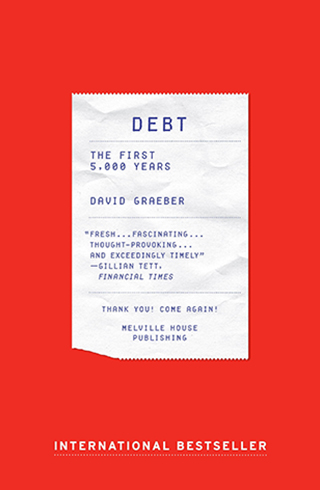 DEBT
THE FIRST
5,000 YEARS
DAVID GRAEBER
"FRESH...FASCINATING...
THOUGHT-PROVOKING...
AND EXCEEDINGLY TIMELY"
—GILLIAN TETT,
FINANCIAL TIMES
THANK YOU! COME AGAIN!
MELVILLE HOUSE
PUBLISHING
INTERNATIONAL BESTSELLER